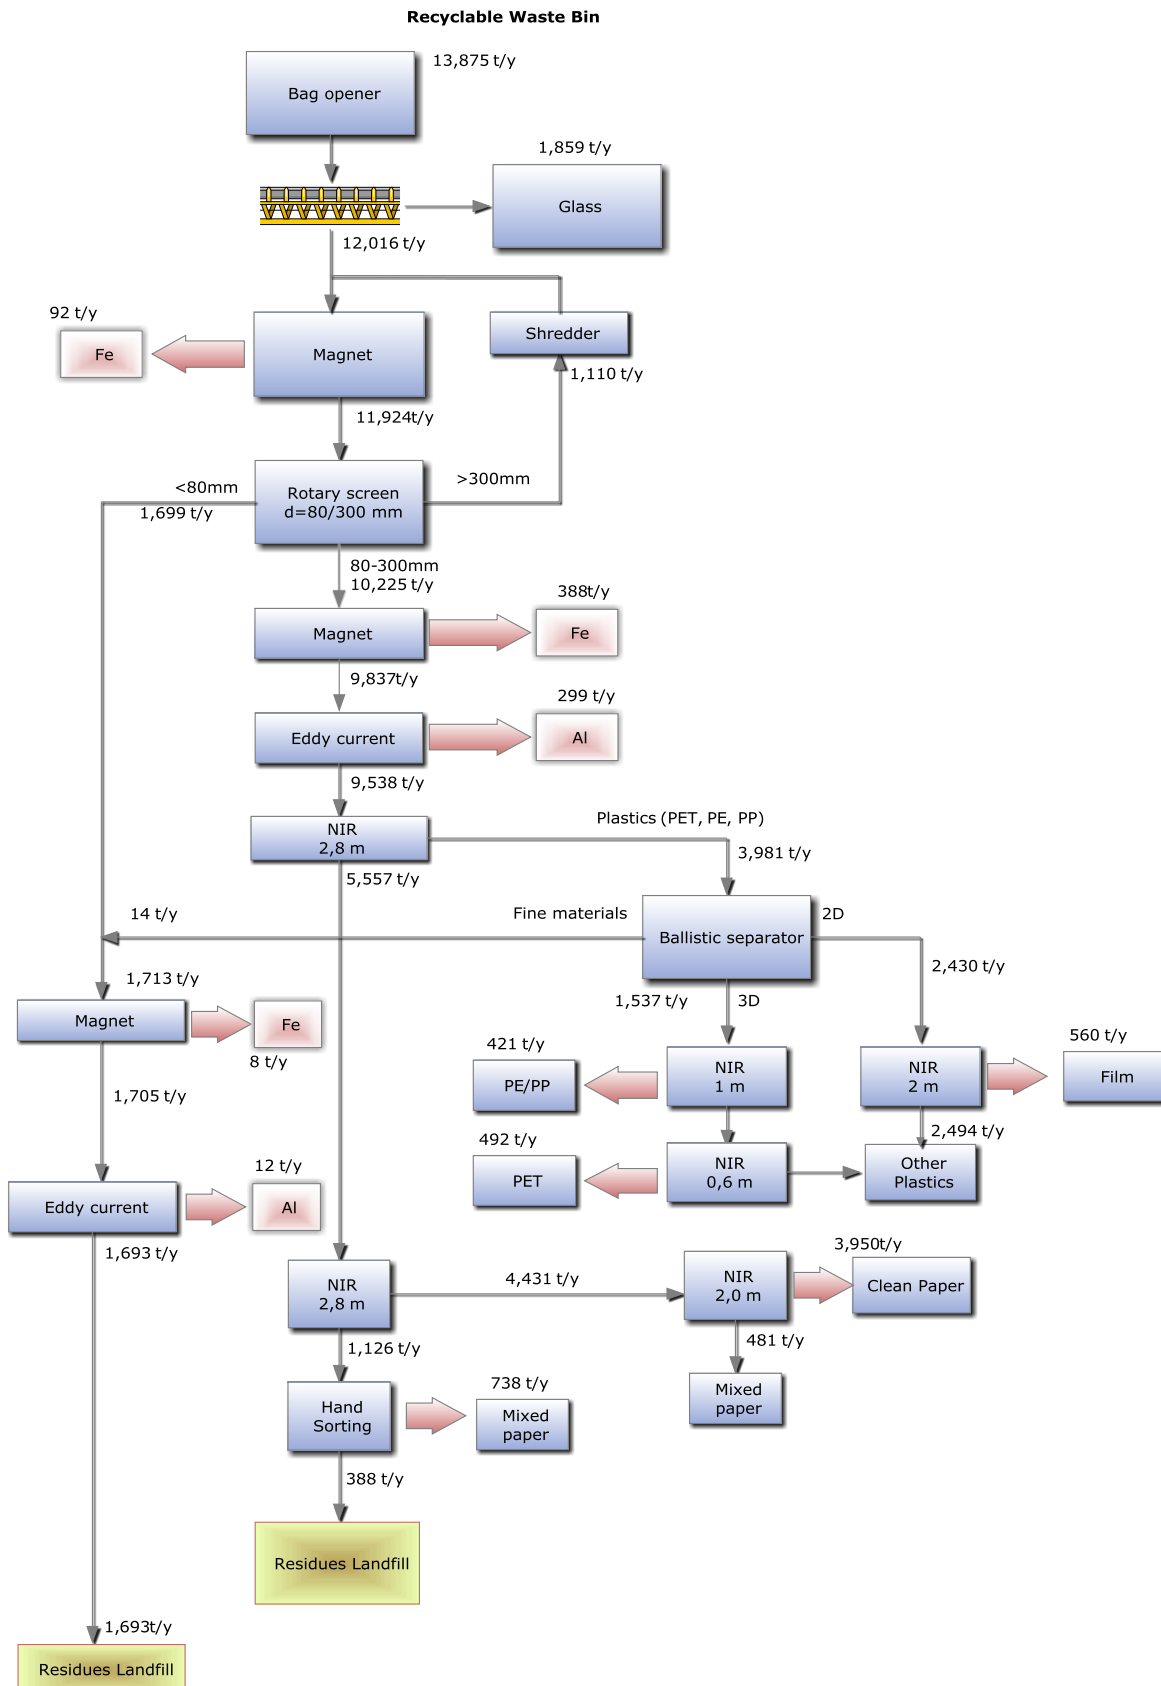 Recyclable Waste Bin
13,875 t/y
Bag opener
1,859 t/y
Glass
12,016 t/y
92 t/y
Fe
Magnet
Shredder
1,110 t/y
11,924t/y
<80mm
1,699 t/y
Rotary screen
d=80/300 mm
>300mm
80-300mm
10,225 t/y
388t/y
Magnet
Fe
9,837t/y
299 t/y
Eddy current
Al
9,538 t/y
NIR
2,8 m
Plastics (PET, PE, PP)
3,981 t/y
5,557 t/y
14 t/y
Fine materials
2D
Ballistic separator
2,430 t/y
1,713 t/y
1,537 t/y
3D
Magnet
Fe
8 t/y
421 t/y
560 t/y
PE/PP
NIR
1 m
NIR
2 m
Film
1,705 t/y
492 t/y
2,494 t/y
PET
NIR
0,6 m
Other
Plastics
12 t/y
Eddy current
Al
1,693 t/y
3,950t/y
NIR
2,8 m
4,431 t/y
NIR
2,0 m
Clean Paper
1,126 t/y
481 t/y
738 t/y
Hand
Sorting
Mixed
paper
Mixed
paper
388 t/y
Residues Landfill
1,693t/y
Residues Landfill